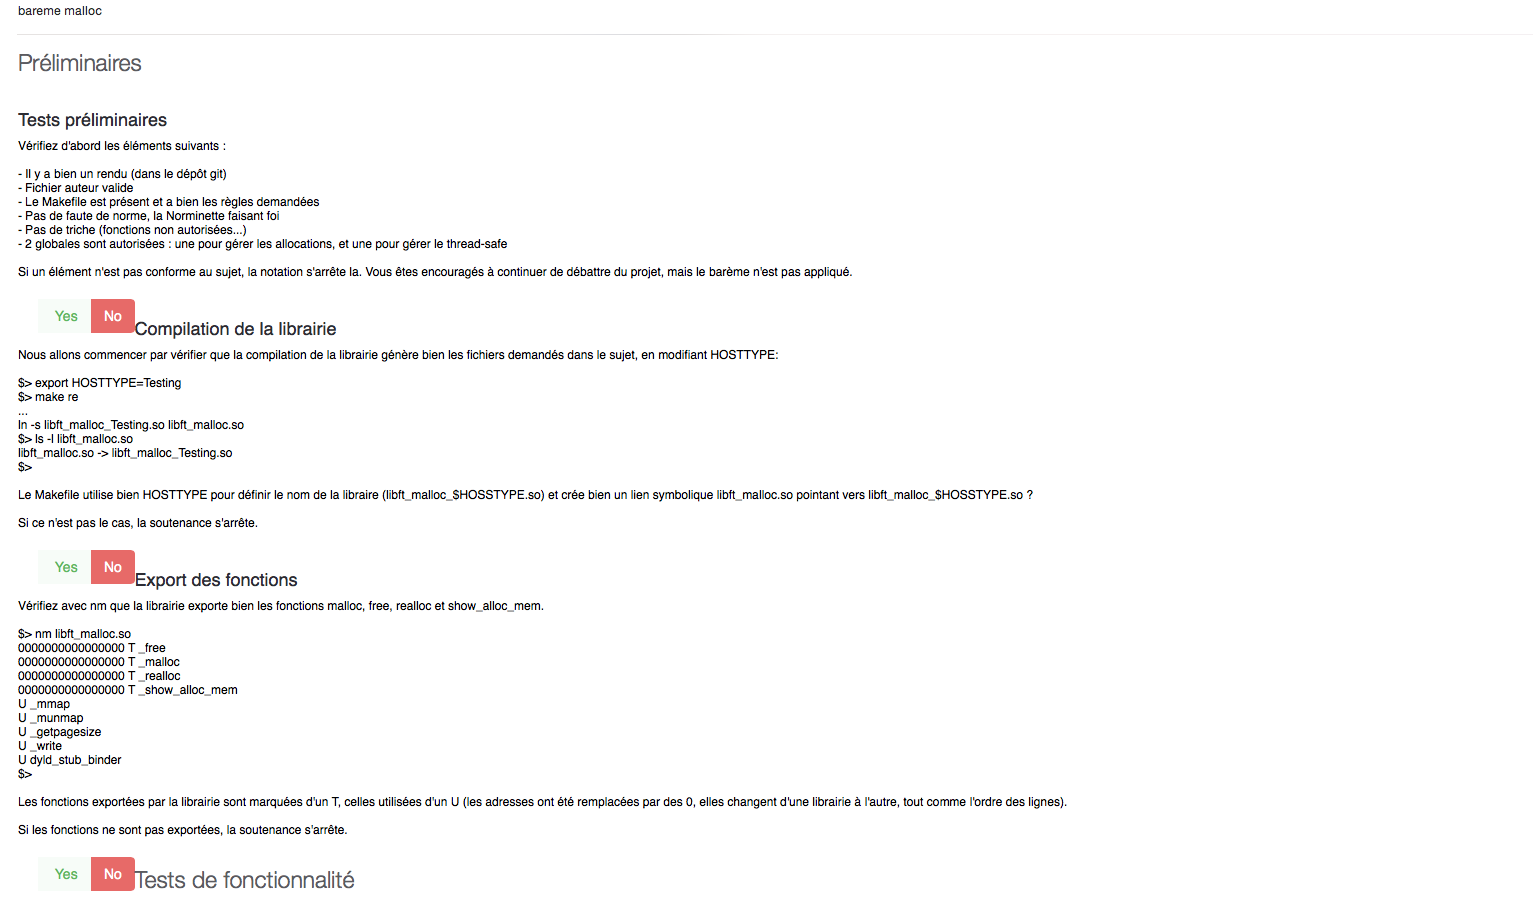 bareme malloc
Préliminaires
Tests préliminaires
Vérifiez d'abord les éléments suivants :
- Il y a bien un rendu (dans le dépôt git)
- Fichier auteur valide
- Le Makefile est présent et a bien les règles demandées
- Pas de faute de norme, la Norminette faisant foi
- Pas de triche (fonctions non autorisées...)
- 2 globales sont autorisées : une pour gérer les allocations, et une pour gérer le thread-safe
Si un élément n'est pas conforme au sujet, la notation s'arrête la. Vous êtes encouragés à continuer de débattre du projet, mais le barème n'est pas appliqué.
Yes No
Compilation de la librairie
Nous allons commencer par vérifier que la compilation de la librairie génère bien les fichiers demandés dans le sujet, en modifiant HOSTTYPE:
$> export HOSTTYPE=Testing
$> make re
...
ln -s libft_malloc_Testing.so libft_malloc.so
$> ls -l libft_malloc.so
libft_malloc.so -> libft_malloc_Testing.so
$>
Le Makefile utilise bien HOSTTYPE pour définir le nom de la libraire (libft_malloc_$HOSSTYPE.so) et crée bien un lien symbolique libft_malloc.so pointant vers libft_malloc_$HOSSTYPE.so ?
Si ce n'est pas le cas, la soutenance s'arrête.
Yes No
Export des fonctions
Vérifiez avec nm que la librairie exporte bien les fonctions malloc, free, realloc et show_alloc_mem.
$> nm libft_malloc.so
0000000000000000 T _free
0000000000000000 T _malloc
0000000000000000 T _realloc
0000000000000000 T _show_alloc_mem
U _mmap
U _munmap
U _getpagesize
U _write
U dyld_stub_binder
$>
Les fonctions exportées par la librairie sont marquées d'un T, celles utilisées d'un U (les adresses ont été remplacées par des 0, elles changent d'une librairie à l'autre, tout comme l'ordre des lignes).
Si les fonctions ne sont pas exportées, la soutenance s'arrête.
Yes No
Tests de fonctionnalité